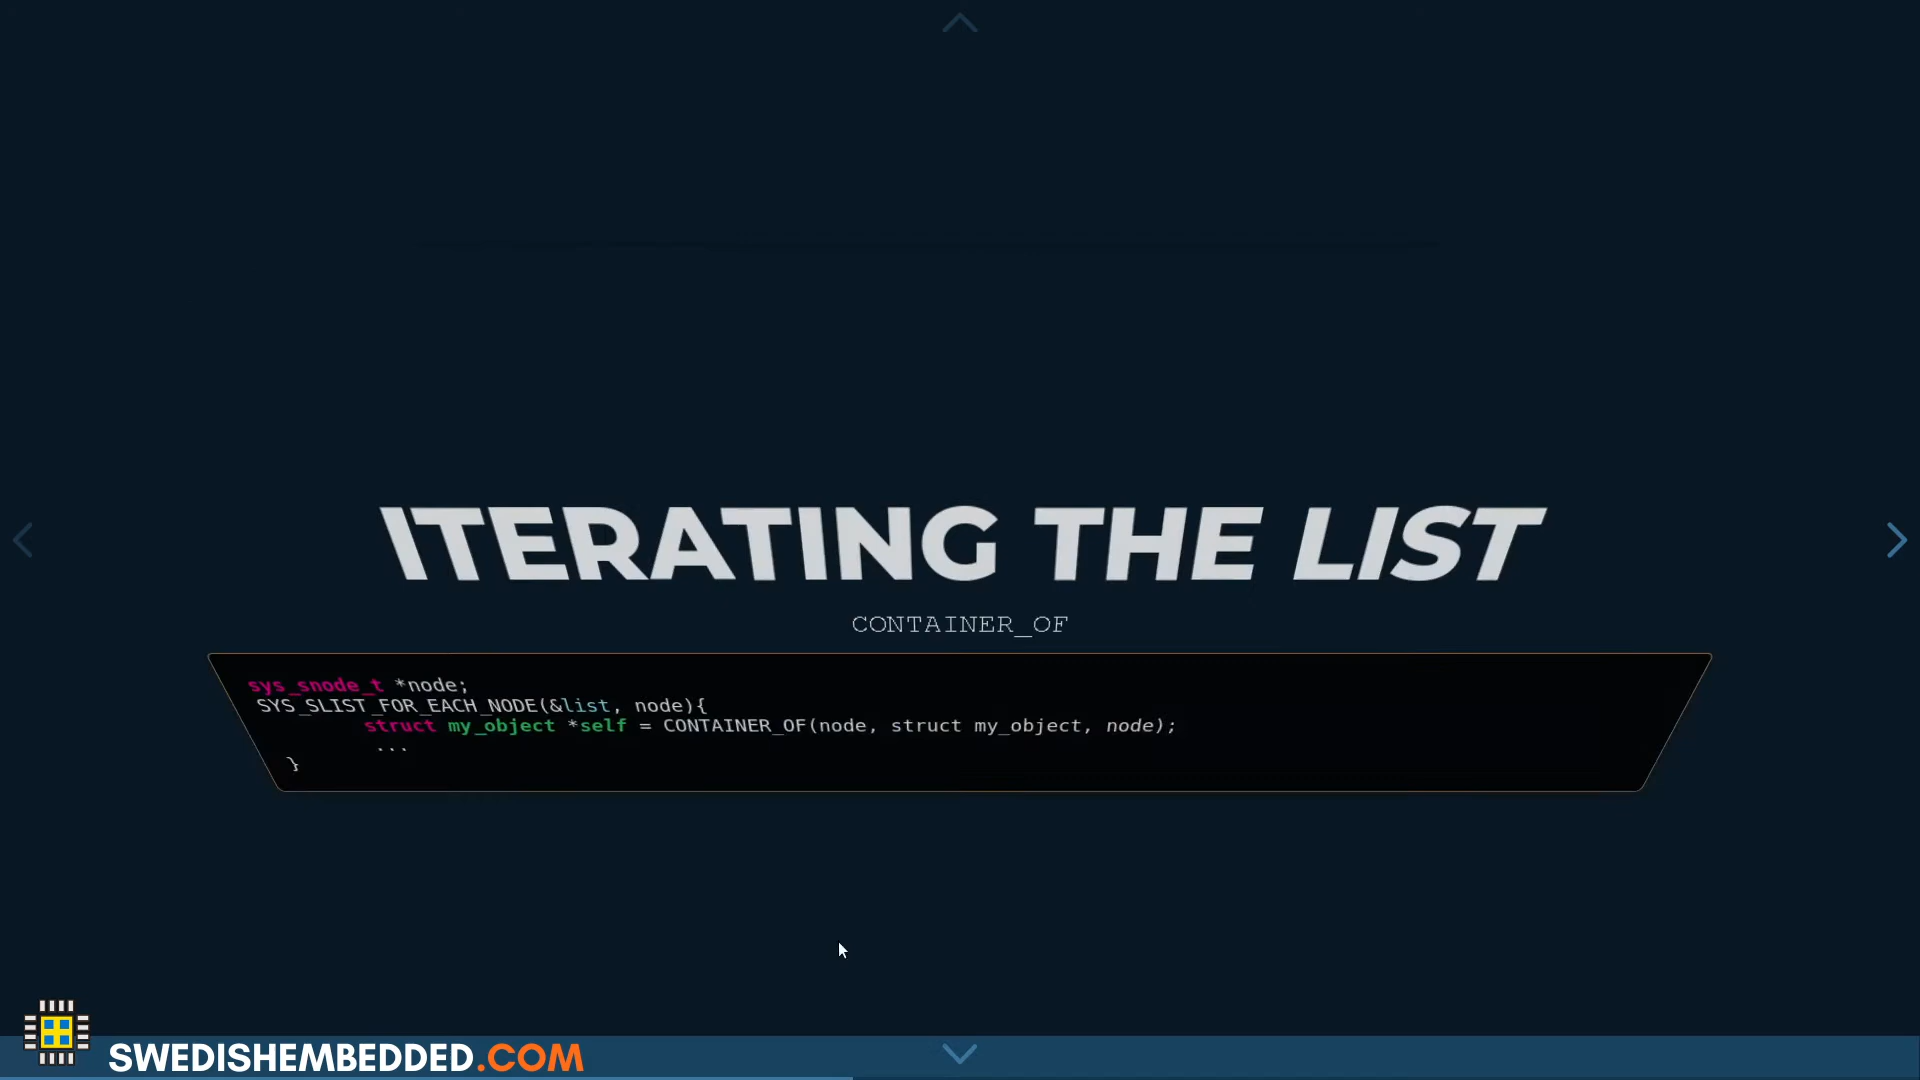 ITERATING THE LIST
CONTAINER_OF
sys_snode_t *node;
SYS_SLIST_FOR_EACH_NODE(&list, node){
struct my_object *self = CONTAINER_OF(node, struct my_object, node);
...
}
SWEDISHEMBEDDED.COM